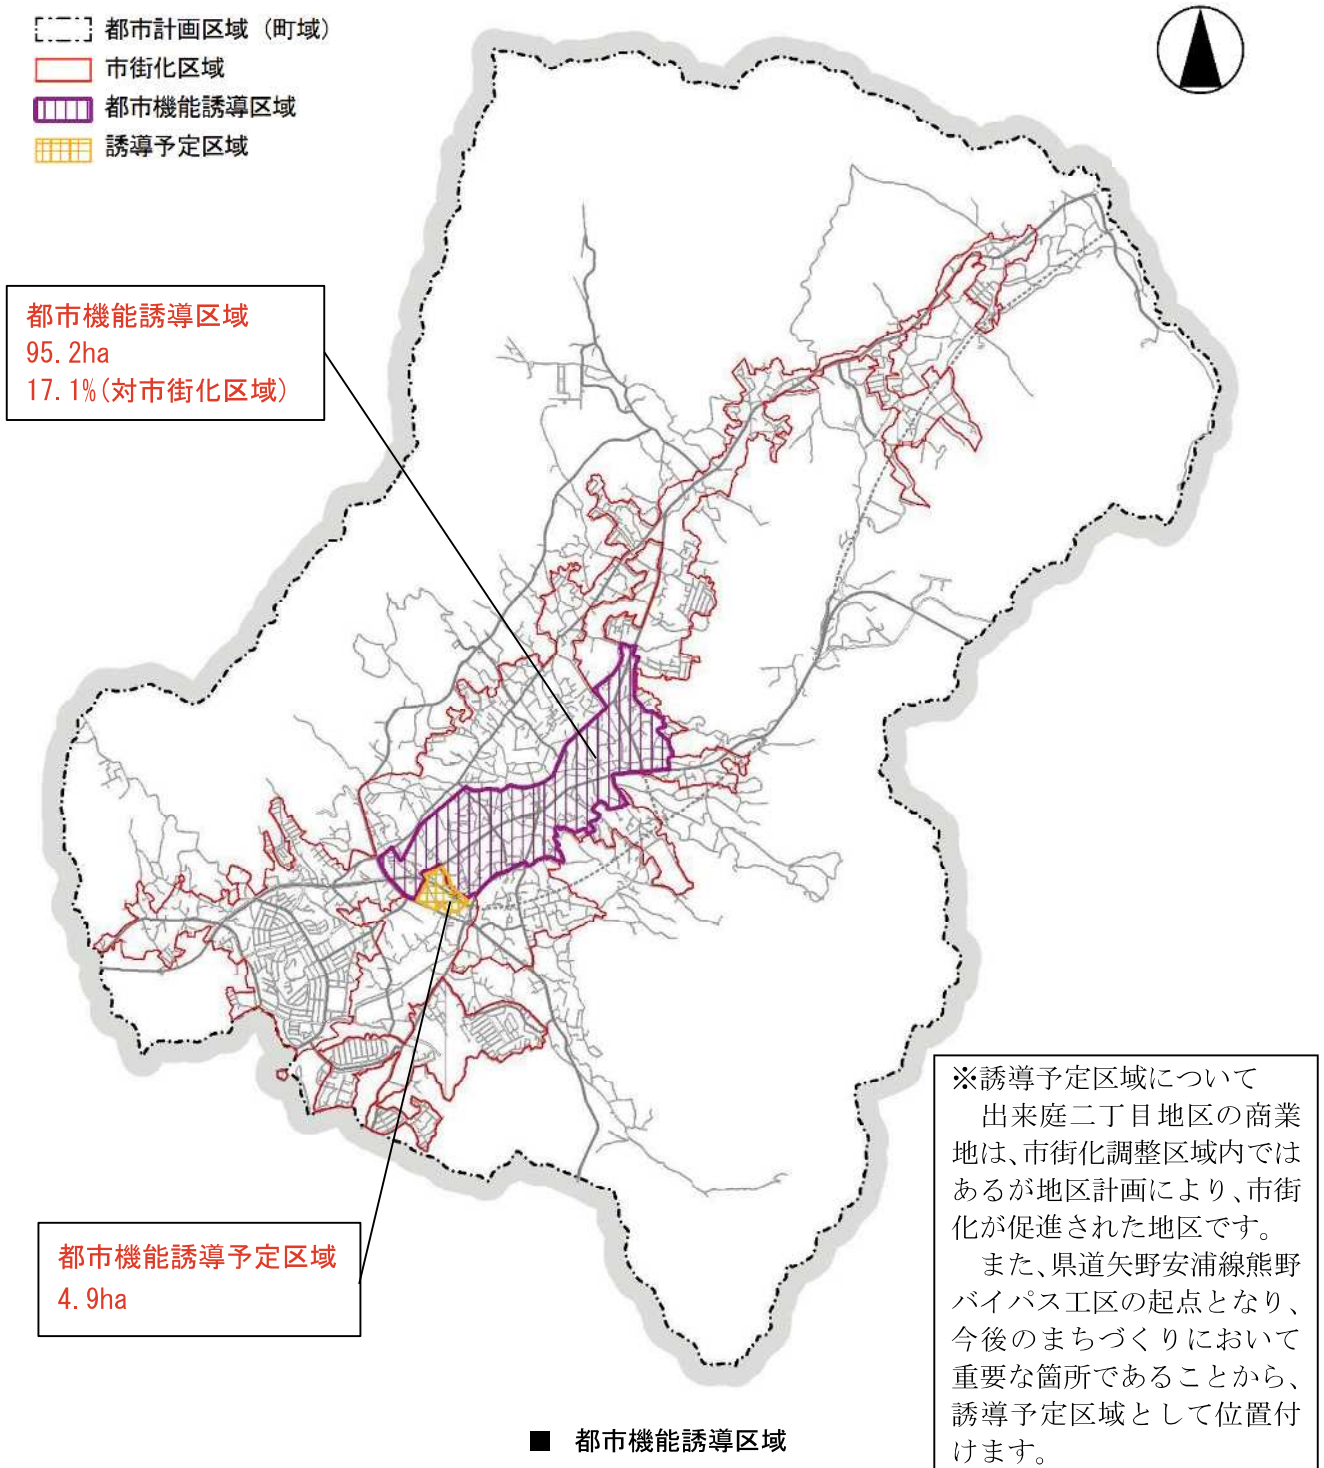 都市計画区域（町域）
市街化区域
都市機能誘導区域
誘導予定区域
都市機能誘導区域
95.2ha
17.1%(対市街化区域)
都市機能誘導予定区域
4.9ha
※誘導予定区域について
　出来庭二丁目地区の商業
地は、市街化調整区域内では
あるが地区計画により、市街
化が促進された地区です。
　また、県道矢野安浦線熊野
バイパス工区の起点となり、
今後のまちづくりにおいて
重要な箇所であることから、
誘導予定区域として位置付
けます。
■　都市機能誘導区域